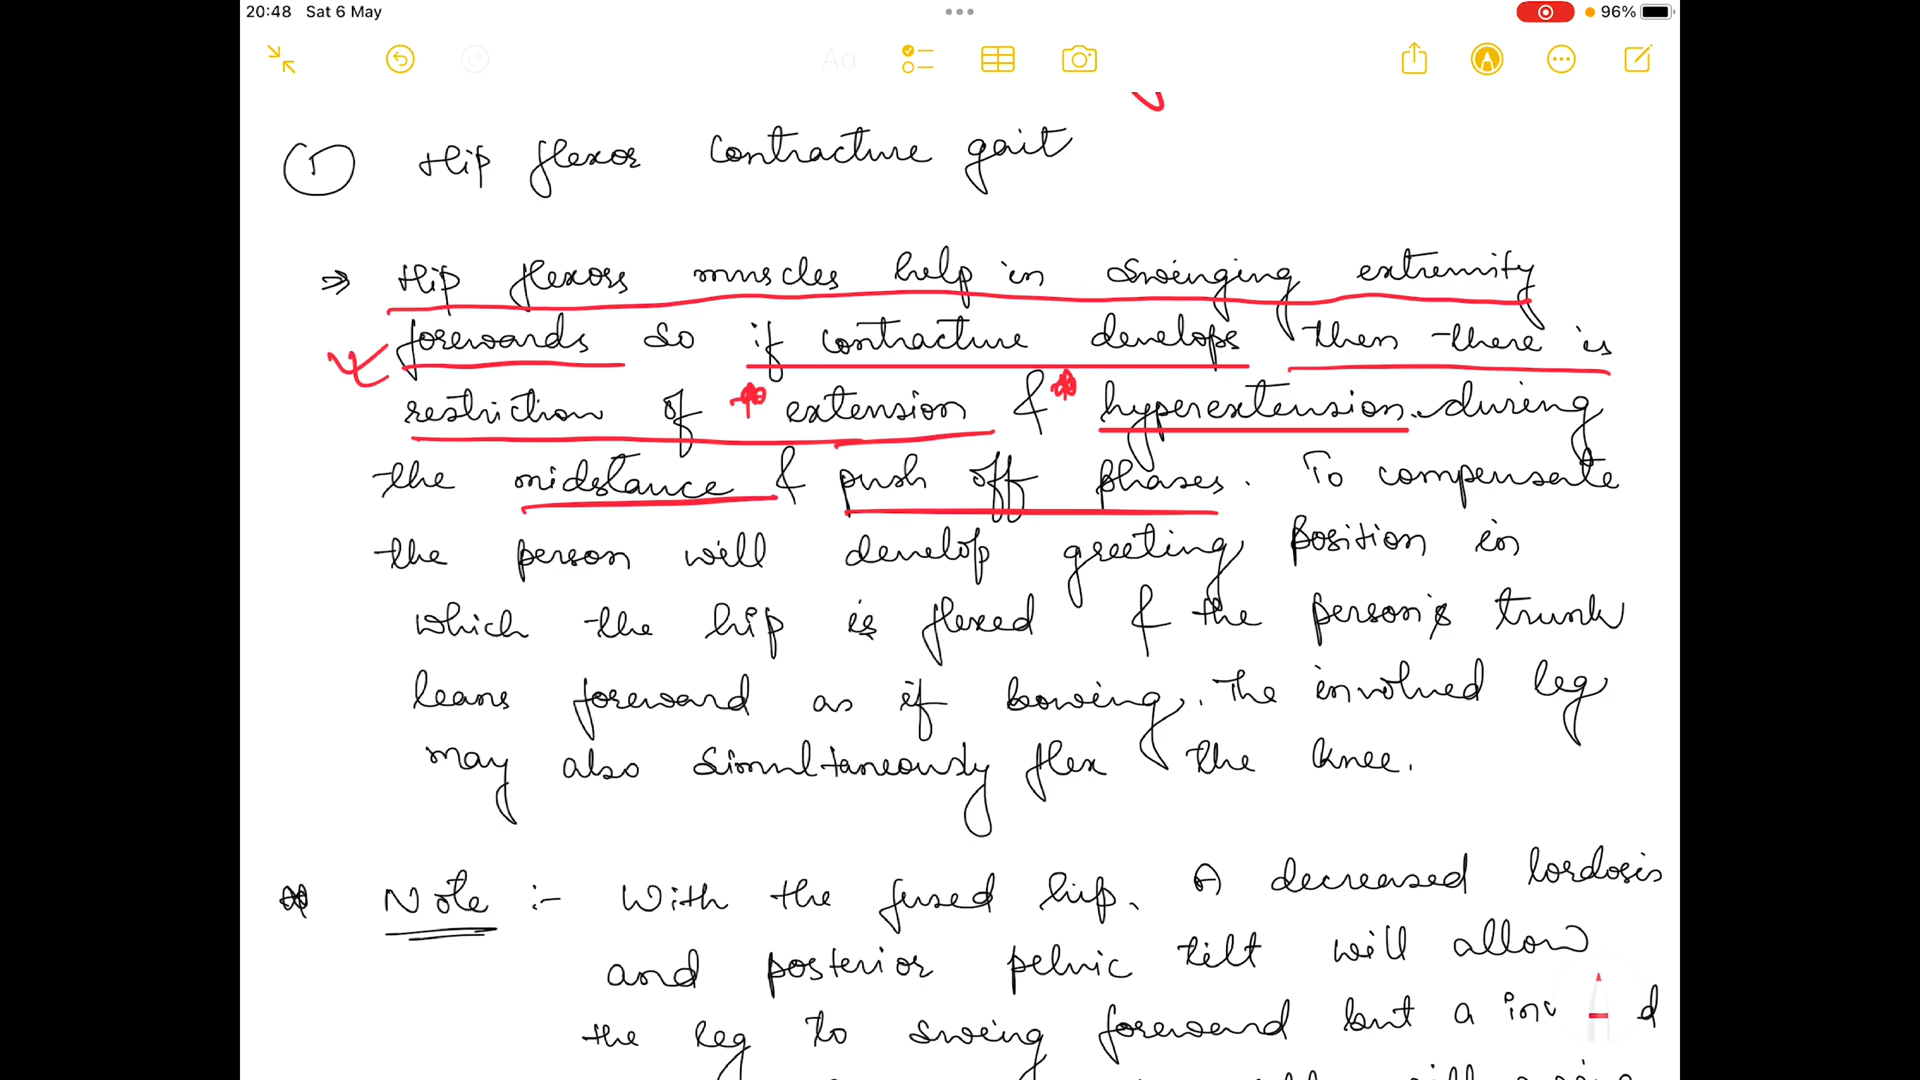 20:48 Sat 6 May
96%
Aa
① Hip flexor contracture gait
⇒ Hip flexors muscles help in swinging extremity
forewards so if contracture develops then there is
restriction of extension & hyperextension. during
the midstance & push off phases. To compensate
the person will develop greeting position in
which the hip is flexed & the person's trunk
leans foreward as if bowing. The involved leg
may also simultaneously flex the knee.
Note :- With the fused hip. A decreased lordosis
and posterior pelvic tilt will allow
the leg to swing foreward but a